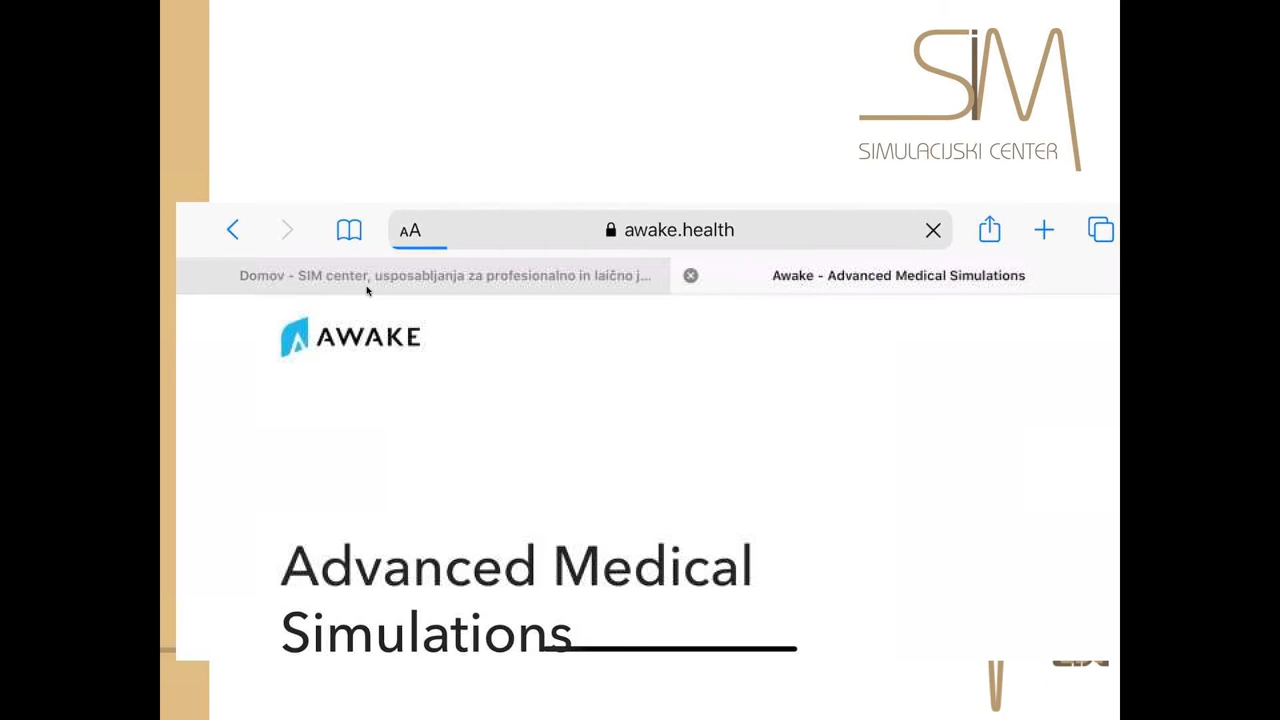 SiM
SIMULACIJSKI CENTER
AA
awake.health
Domov - SIM center, usposabljanja za profesionalno in laično j...
Awake - Advanced Medical Simulations
AWAKE
Advanced Medical
Simulations